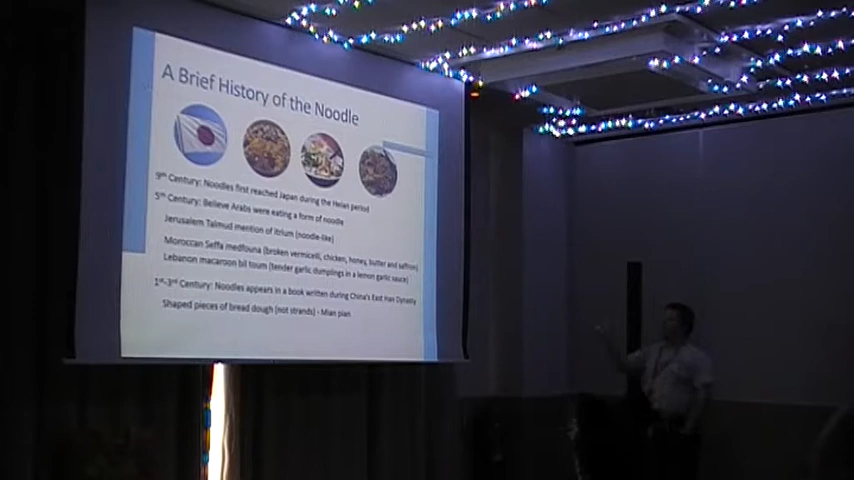 A Brief History of the Noodle
9th Century: Noodles first reached Japan during the Heian period
5th Century: Believe Arabs were eating a form of noodle
Jerusalem Talmud mention of itrium (noodle-like)
Moroccan Seffa medfouna (broken vermicelli, chicken, honey, butter and saffron)
Lebanon macaroon bil toum (tender garlic dumplings in a lemon garlic sauce)
1st-3rd Century: Noodles appears in a book written during China's East Han Dynasty
Shaped pieces of bread dough (not strands) - Mian pian